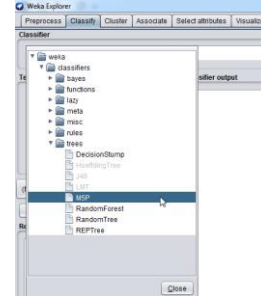 Weka Explorer
Preprocess Classify Cluster Associate Select attributes Visualiz
Classifier
weka
classifiers
bayes
functions
lazy
meta
misc
rules
trees
DecisionStump
HoeffdingTree
J48
LMT
M5P
RandomForest
RandomTree
REPTree
Te
sifier output
Re
Close